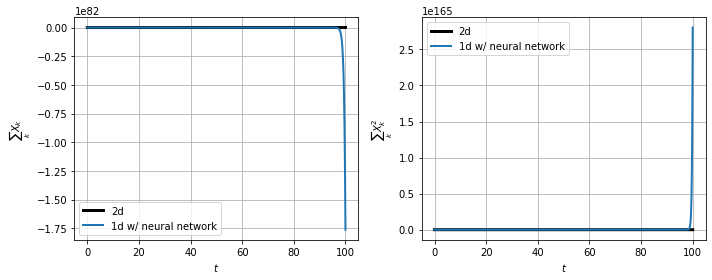 1e82
0.00
−0.25
−0.50
−0.75
−1.00
−1.25
−1.50
−1.75
0 20 40 60 80 100
t
∑ₖ Xₖ
2d
1d w/ neural network
1e165
2.5
2.0
1.5
1.0
0.5
0.0
0 20 40 60 80 100
t
∑ₖ Xₖ²
2d
1d w/ neural network